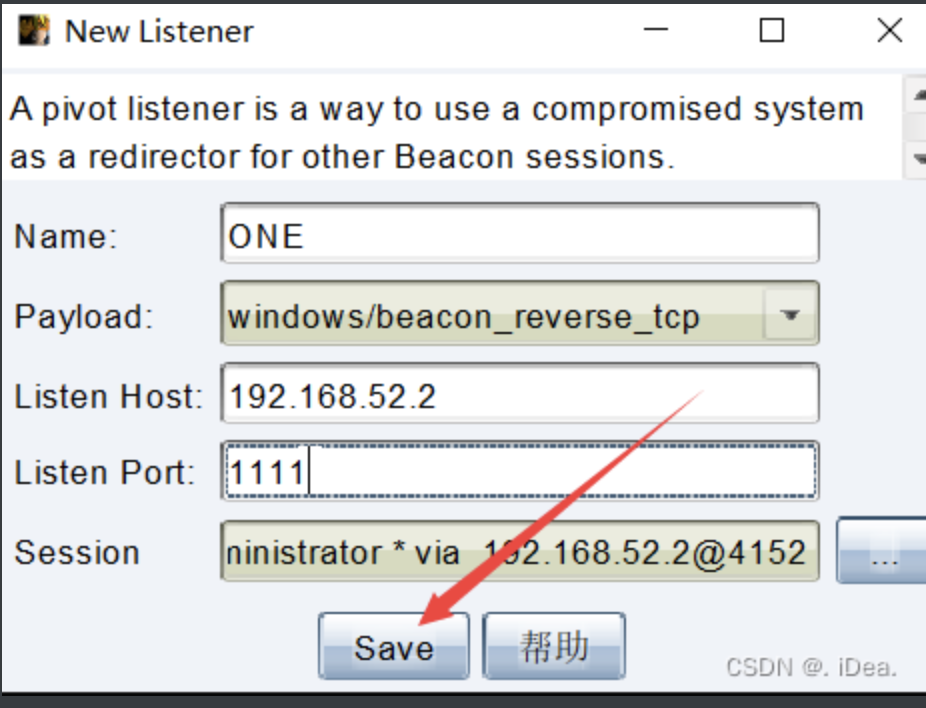 New Listener
A pivot listener is a way to use a compromised system
as a redirector for other Beacon sessions.
Name: ONE
Payload: windows/beacon_reverse_tcp
Listen Host: 192.168.52.2
Listen Port: 1111
Session ninistrator * via 192.168.52.2@4152 ...
Save 帮助
CSDN @. iDea.